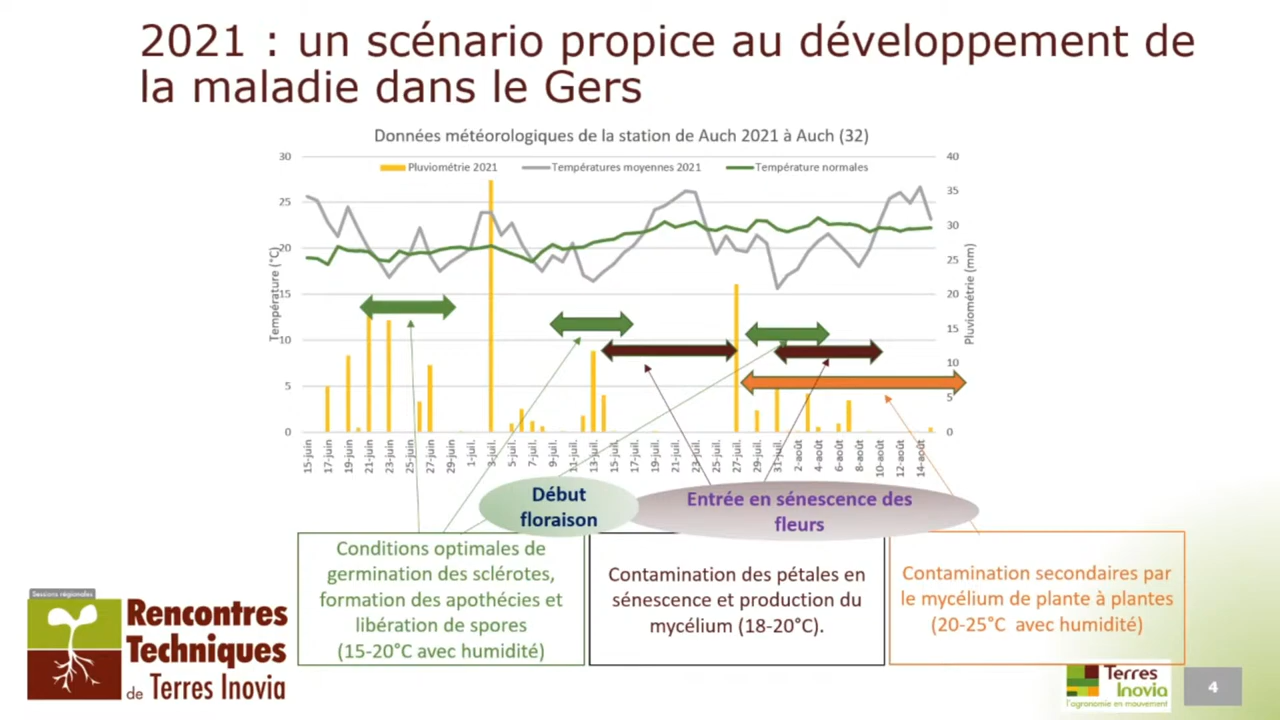 2021 : un scénario propice au développement de
la maladie dans le Gers
Données météorologiques de la station de Auch 2021 à Auch (32)
Pluviométrie 2021
Températures moyennes 2021
Température normales
30
25
20
15
10
5
0
Température (°C)
40
35
30
25
20
15
10
5
0
Pluviométrie (mm)
15-juin
17-juin
19-juin
21-juin
23-juin
25-juin
27-juin
29-juin
1-juil.
3-juil.
5-juil.
7-juil.
9-juil.
11-juil.
13-juil.
15-juil.
17-juil.
19-juil.
21-juil.
23-juil.
25-juil.
27-juil.
29-juil.
31-juil.
2-août
4-août
6-août
8-août
10-août
12-août
14-août
Début
floraison
Entrée en sénescence des
fleurs
Conditions optimales de
germination des sclérotes,
formation des apothécies et
libération de spores
(15-20°C avec humidité)
Contamination des pétales en
sénescence et production du
mycélium (18-20°C).
Contamination secondaires par
le mycélium de plante à plantes
(20-25°C avec humidité)
Sessions régionales
Rencontres
Techniques
de Terres Inovia
Terres
Inovia
l'agronomie en mouvement
4